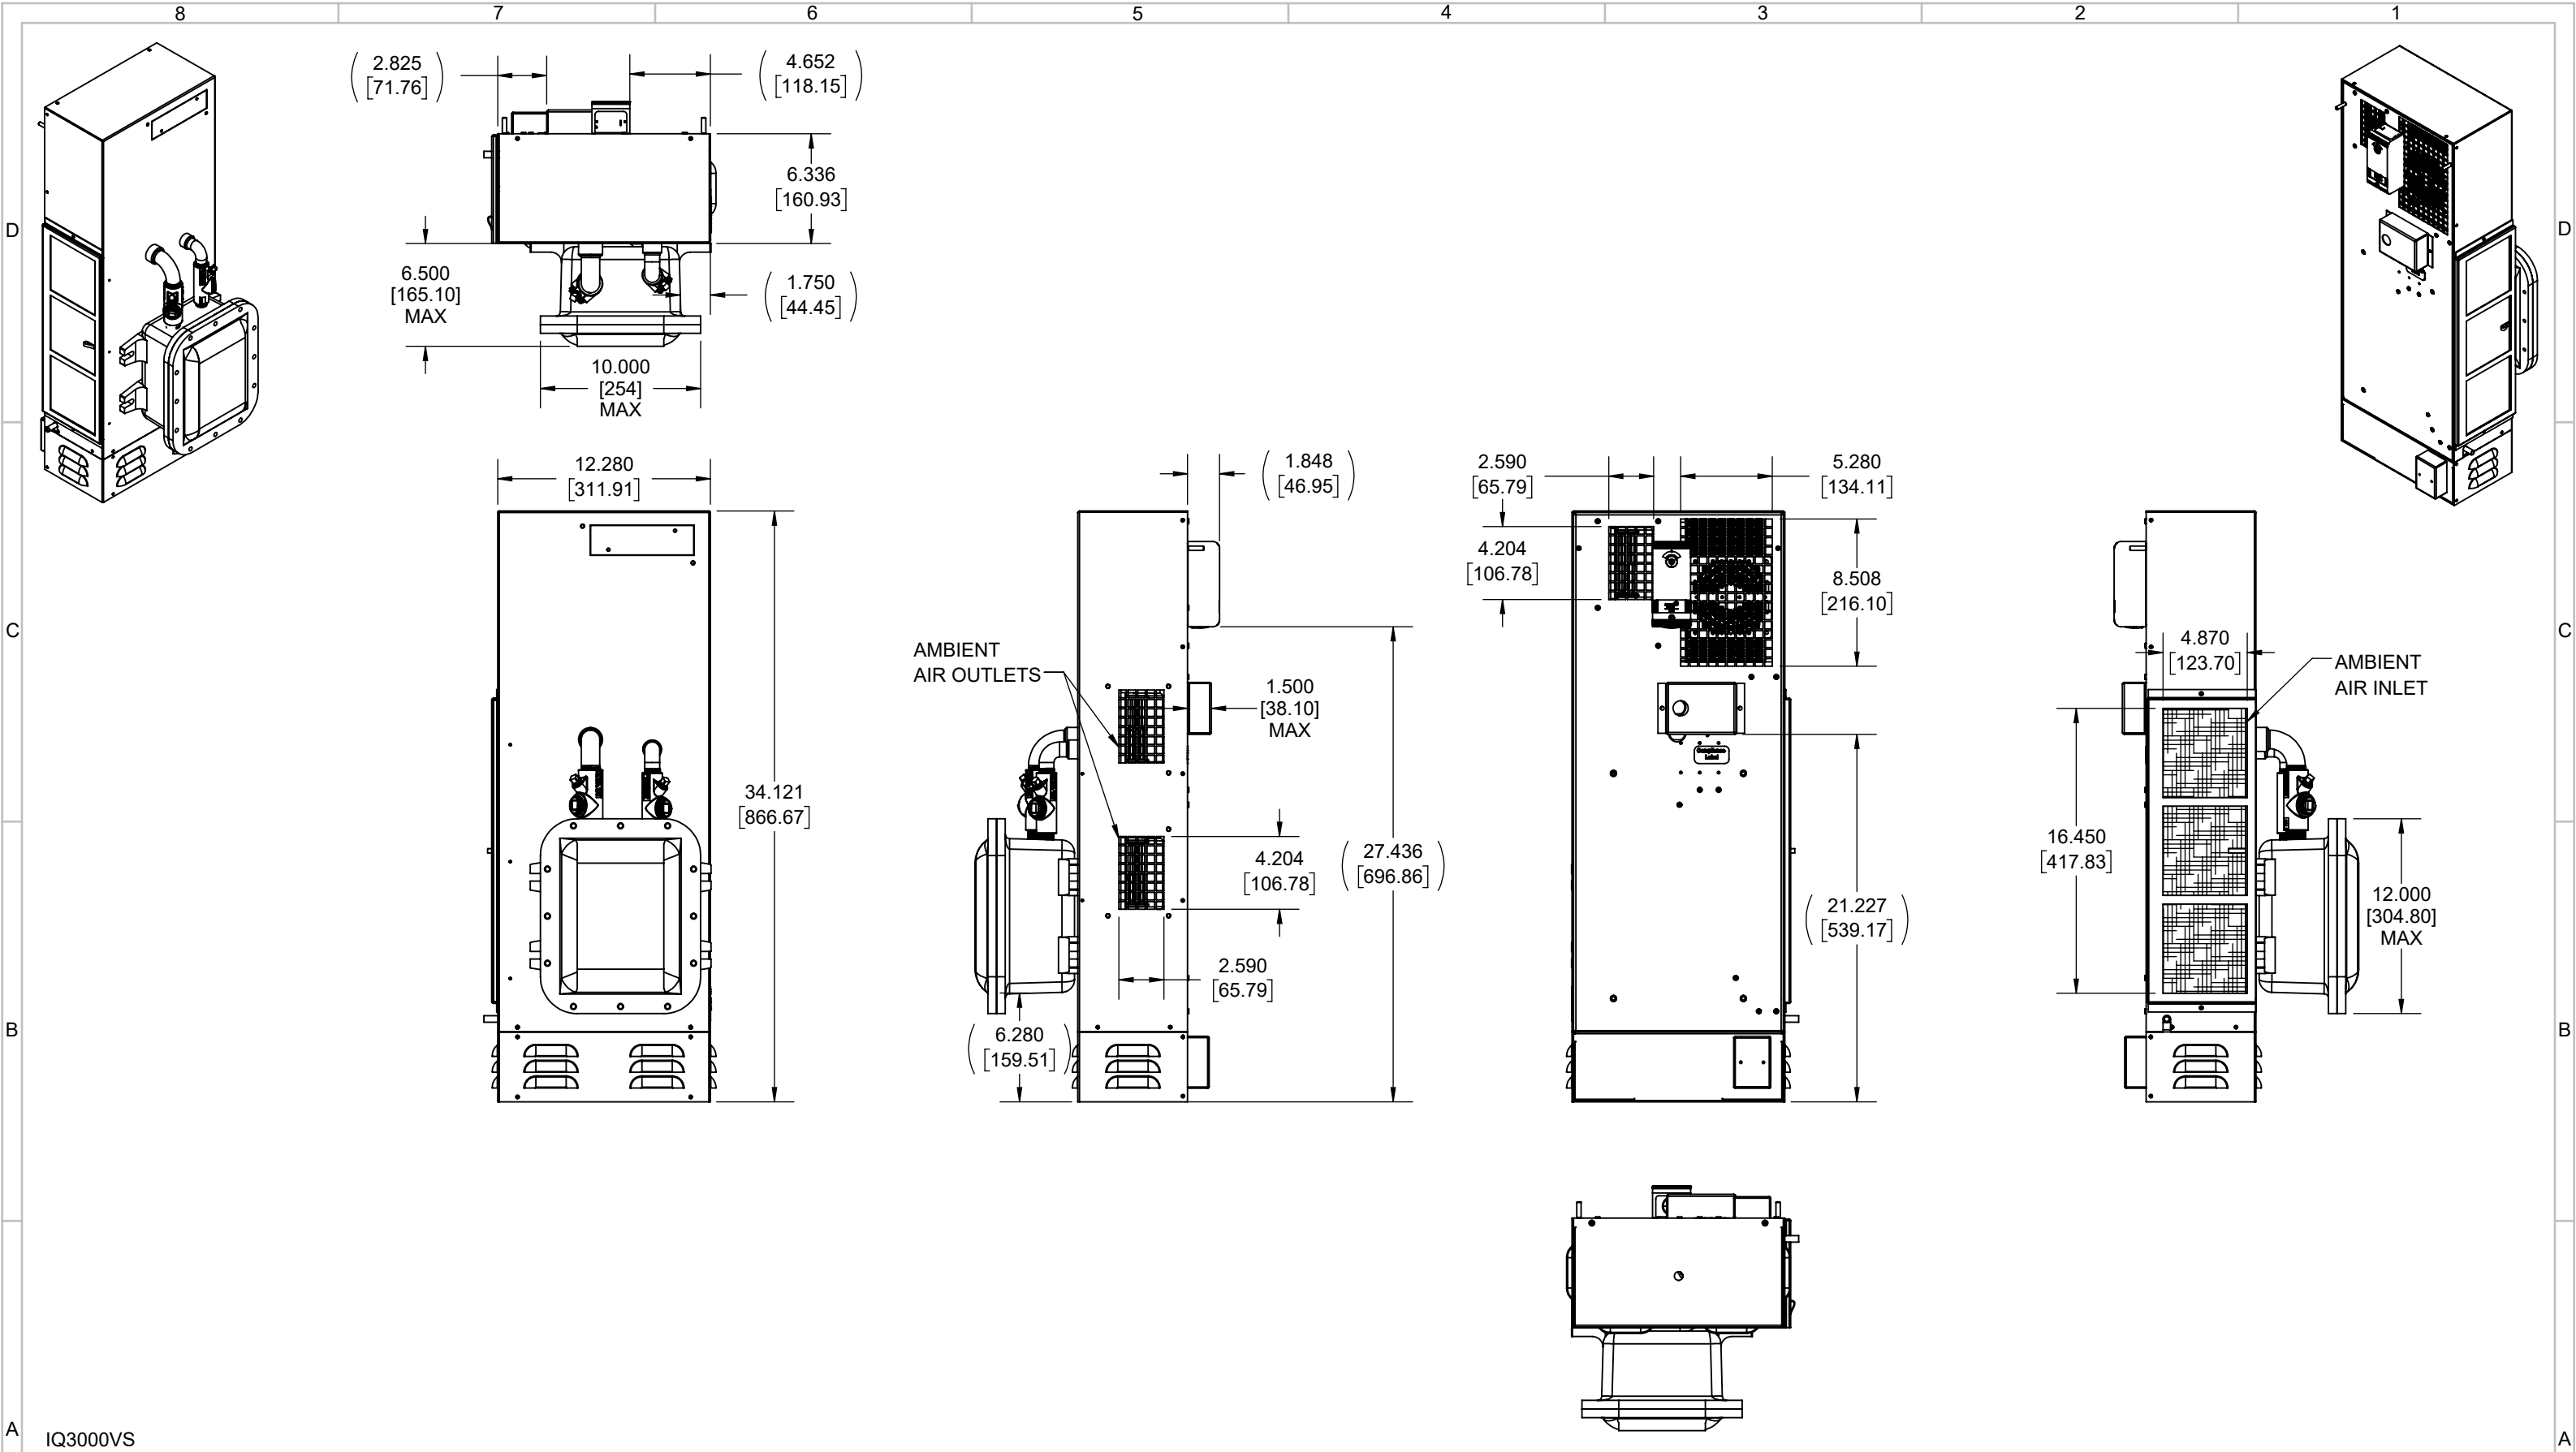 8 7 6 5 4 3 2 1
D D
C C
B B
A A
( 2.825
[71.76] )
( 4.652
[118.15] )
6.336
[160.93]
6.500
[165.10]
MAX
( 1.750
[44.45] )
10.000
[254]
MAX
12.280
[311.91]
34.121
[866.67]
( 1.848
[46.95] )
AMBIENT
AIR OUTLETS
1.500
[38.10]
MAX
4.204
[106.78]
( 27.436
[696.86] )
2.590
[65.79]
( 6.280
[159.51] )
2.590
[65.79]
5.280
[134.11]
4.204
[106.78]
8.508
[216.10]
Compliance
Label
( 21.227
[539.17] )
4.870
[123.70]
AMBIENT
AIR INLET
16.450
[417.83]
12.000
[304.80]
MAX
IQ3000VS